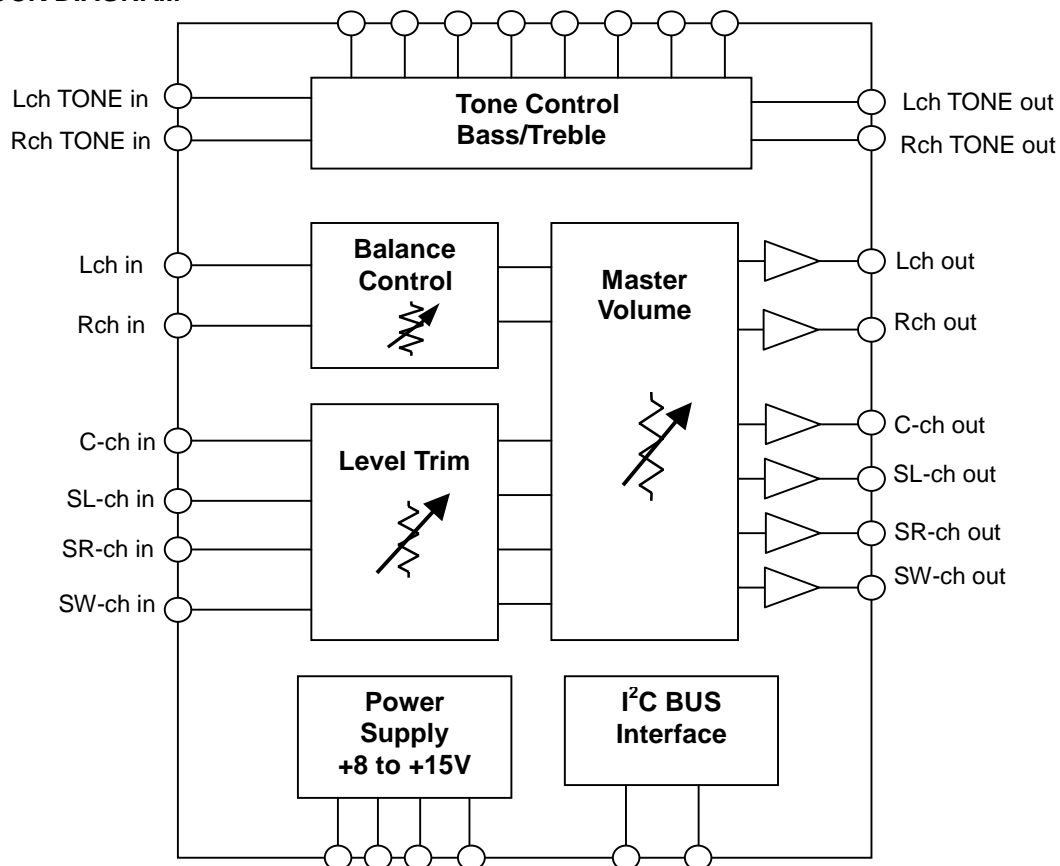 Tone Control
Bass/Treble
Lch TONE in
Rch TONE in
Lch TONE out
Rch TONE out
Balance
Control
Lch in
Rch in
Master
Volume
Lch out
Rch out
Level Trim
C-ch in
SL-ch in
SR-ch in
SW-ch in
C-ch out
SL-ch out
SR-ch out
SW-ch out
Power
Supply
+8 to +15V
I²C BUS
Interface